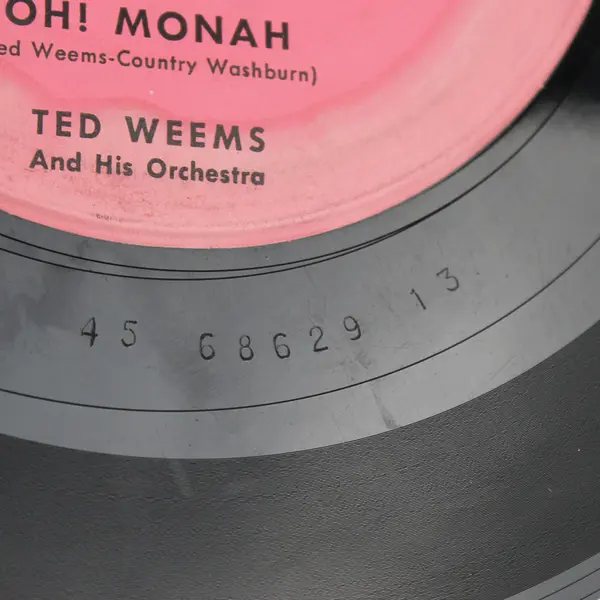 OH! MONAH
ed Weems-Country Washburn)
TED WEEMS
And His Orchestra
45 68629 13